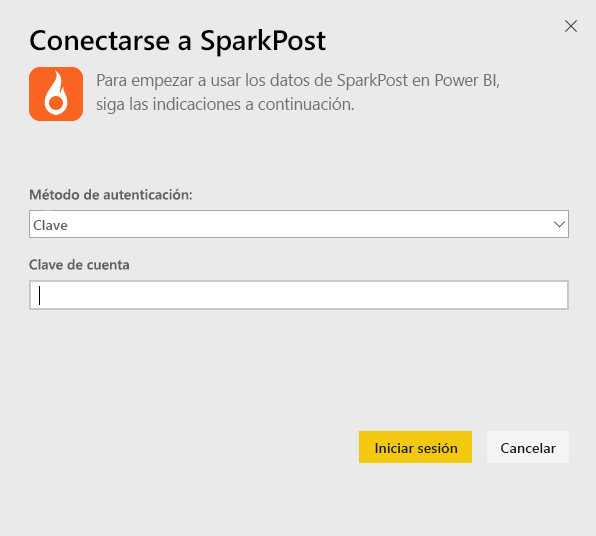 Conectarse a SparkPost
Para empezar a usar los datos de SparkPost en Power BI,
siga las indicaciones a continuación.
Método de autenticación:
Clave
Clave de cuenta
Iniciar sesión
Cancelar